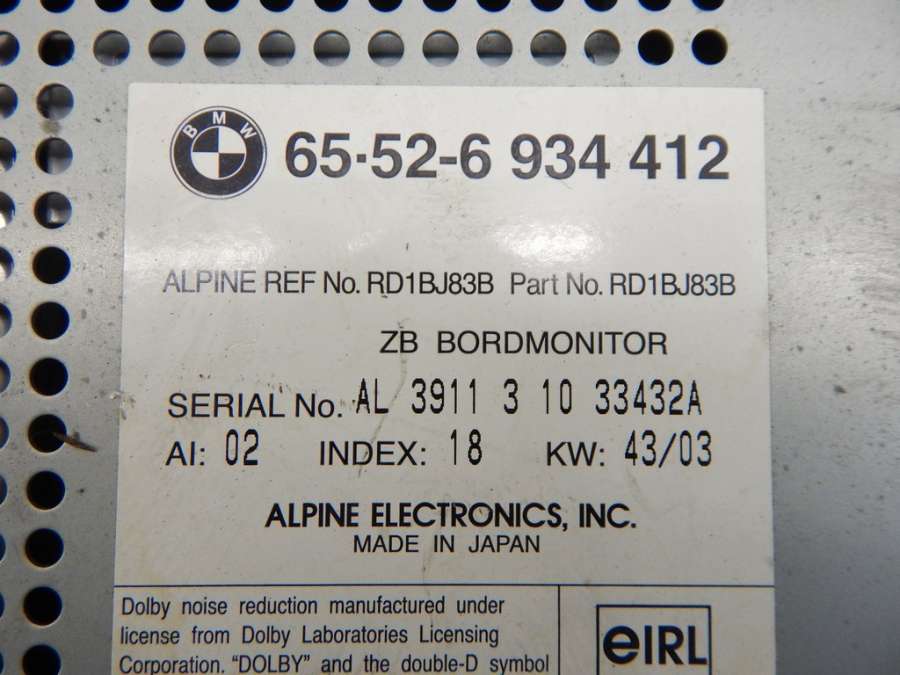 BMW 65·52-6 934 412
ALPINE REF No. RD1BJ83B Part No. RD1BJ83B
ZB BORDMONITOR
SERIAL No. AL 3911 3 10 33432A
AI: 02 INDEX: 18 KW: 43/03
ALPINE ELECTRONICS, INC.
MADE IN JAPAN
Dolby noise reduction manufactured under
license from Dolby Laboratories Licensing
Corporation. "DOLBY" and the double-D symbol
eIRL